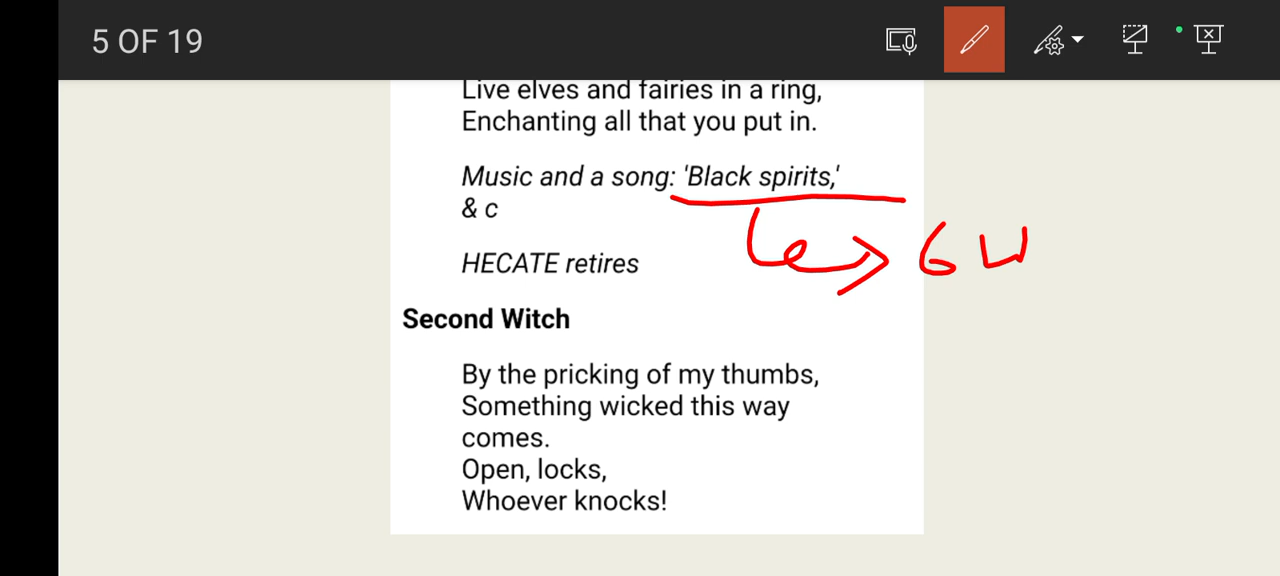 5 OF 19
Live elves and fairies in a ring,
Enchanting all that you put in.
Music and a song: 'Black spirits,'
& c
6 W
HECATE retires
Second Witch
By the pricking of my thumbs,
Something wicked this way
comes.
Open, locks,
Whoever knocks!